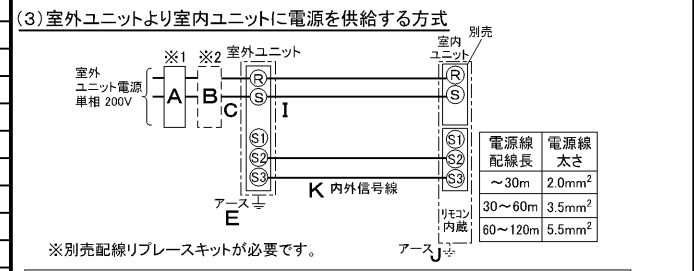 (3)室外ユニットより室内ユニットに電源を供給する方式
別売
※1 ※2 室外ユニット
室内
ユニット
室外
ユニット電源
単相 200V
A B C I
R R
S S
S1 S1
S2 S2
S3 S3
K 内外信号線
アース
E
リモコン
内蔵
アース J
電源線
配線長
電源線
太さ
～30m 2.0mm²
30～60m 3.5mm²
60～120m 5.5mm²
※別売配線リプレースキットが必要です。